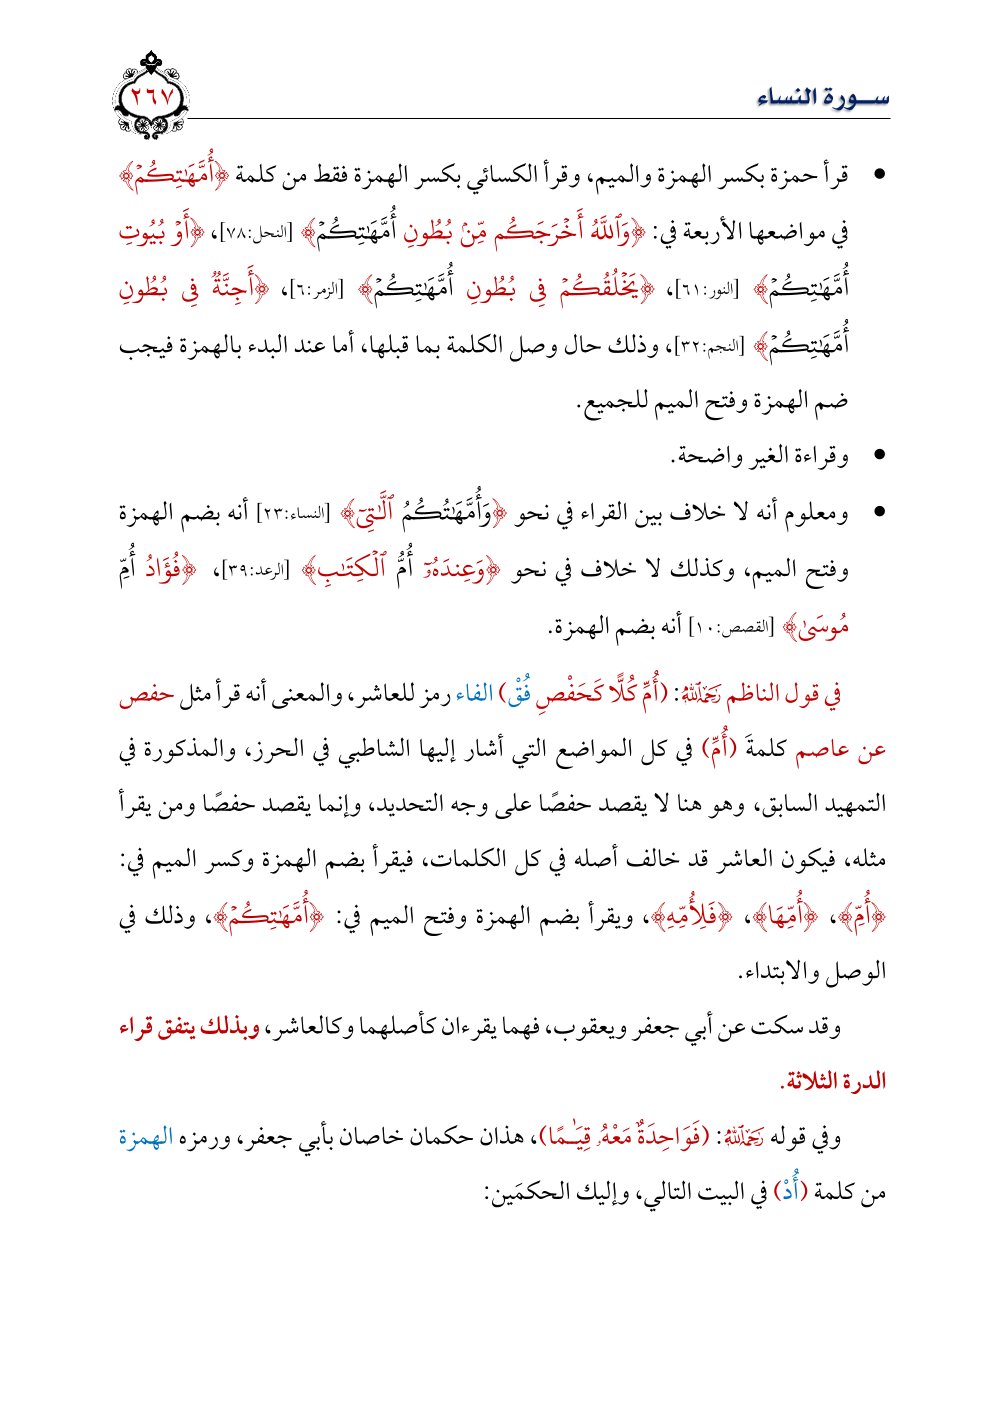 سـورة النساء
٢٦٧
• قرأ حمزة بكسر الهمزة والميم، وقرأ الكسائي بكسر الهمزة فقط من كلمة ﴿أُمَّهَٰتِكُمۡ﴾
في مواضعها الأربعة في: ﴿وَٱللَّهُ أَخۡرَجَكُم مِّنۢ بُطُونِ أُمَّهَٰتِكُمۡ﴾ [النحل:٧٨]، ﴿أَوۡ بُيُوتِ
أُمَّهَٰتِكُمۡ﴾ [النور:٦١]، ﴿يَخۡلُقُكُمۡ فِي بُطُونِ أُمَّهَٰتِكُمۡ﴾ [الزمر:٦]، ﴿أَجِنَّةٞ فِي بُطُونِ
أُمَّهَٰتِكُمۡ﴾ [النجم:٣٢]، وذلك حال وصل الكلمة بما قبلها، أما عند البدء بالهمزة فيجب
ضم الهمزة وفتح الميم للجميع.
• وقراءة الغير واضحة.
• ومعلوم أنه لا خلاف بين القراء في نحو ﴿وَأُمَّهَٰتُكُمُ ٱلَّٰتِيٓ﴾ [النساء:٢٣] أنه بضم الهمزة
وفتح الميم، وكذلك لا خلاف في نحو ﴿وَعِندَهُۥٓ أُمُّ ٱلۡكِتَٰبِ﴾ [الرعد:٣٩]، ﴿فُؤَادُ أُمِّ
مُوسَىٰ﴾ [القصص:١٠] أنه بضم الهمزة.
في قول الناظم رَحِمَهُ ٱللَّهُ: (أُمِّ كُلًّا كَحَفْصِ فُقْ) الفاء رمز للعاشر، والمعنى أنه قرأ مثل حفص
عن عاصم كلمةَ (أُمِّ) في كل المواضع التي أشار إليها الشاطبي في الحرز، والمذكورة في
التمهيد السابق، وهو هنا لا يقصد حفصًا على وجه التحديد، وإنما يقصد حفصًا ومن يقرأ
مثله، فيكون العاشر قد خالف أصله في كل الكلمات، فيقرأ بضم الهمزة وكسر الميم في:
﴿أُمِّ﴾، ﴿أُمِّهَا﴾، ﴿فَلِأُمِّهِ﴾، ويقرأ بضم الهمزة وفتح الميم في: ﴿أُمَّهَٰتِكُمۡ﴾، وذلك في
الوصل والابتداء.
وقد سكت عن أبي جعفر ويعقوب، فهما يقرءان كأصلهما وكالعاشر، وبذلك يتفق قراء
الدرة الثلاثة.
وفي قوله رَحِمَهُ ٱللَّهُ: (فَوَاحِدَةٌ مَعْهُ قِيَـٰمًا)، هذان حكمان خاصان بأبي جعفر، ورمزه الهمزة
من كلمة (أُدْ) في البيت التالي، وإليك الحكمَين: